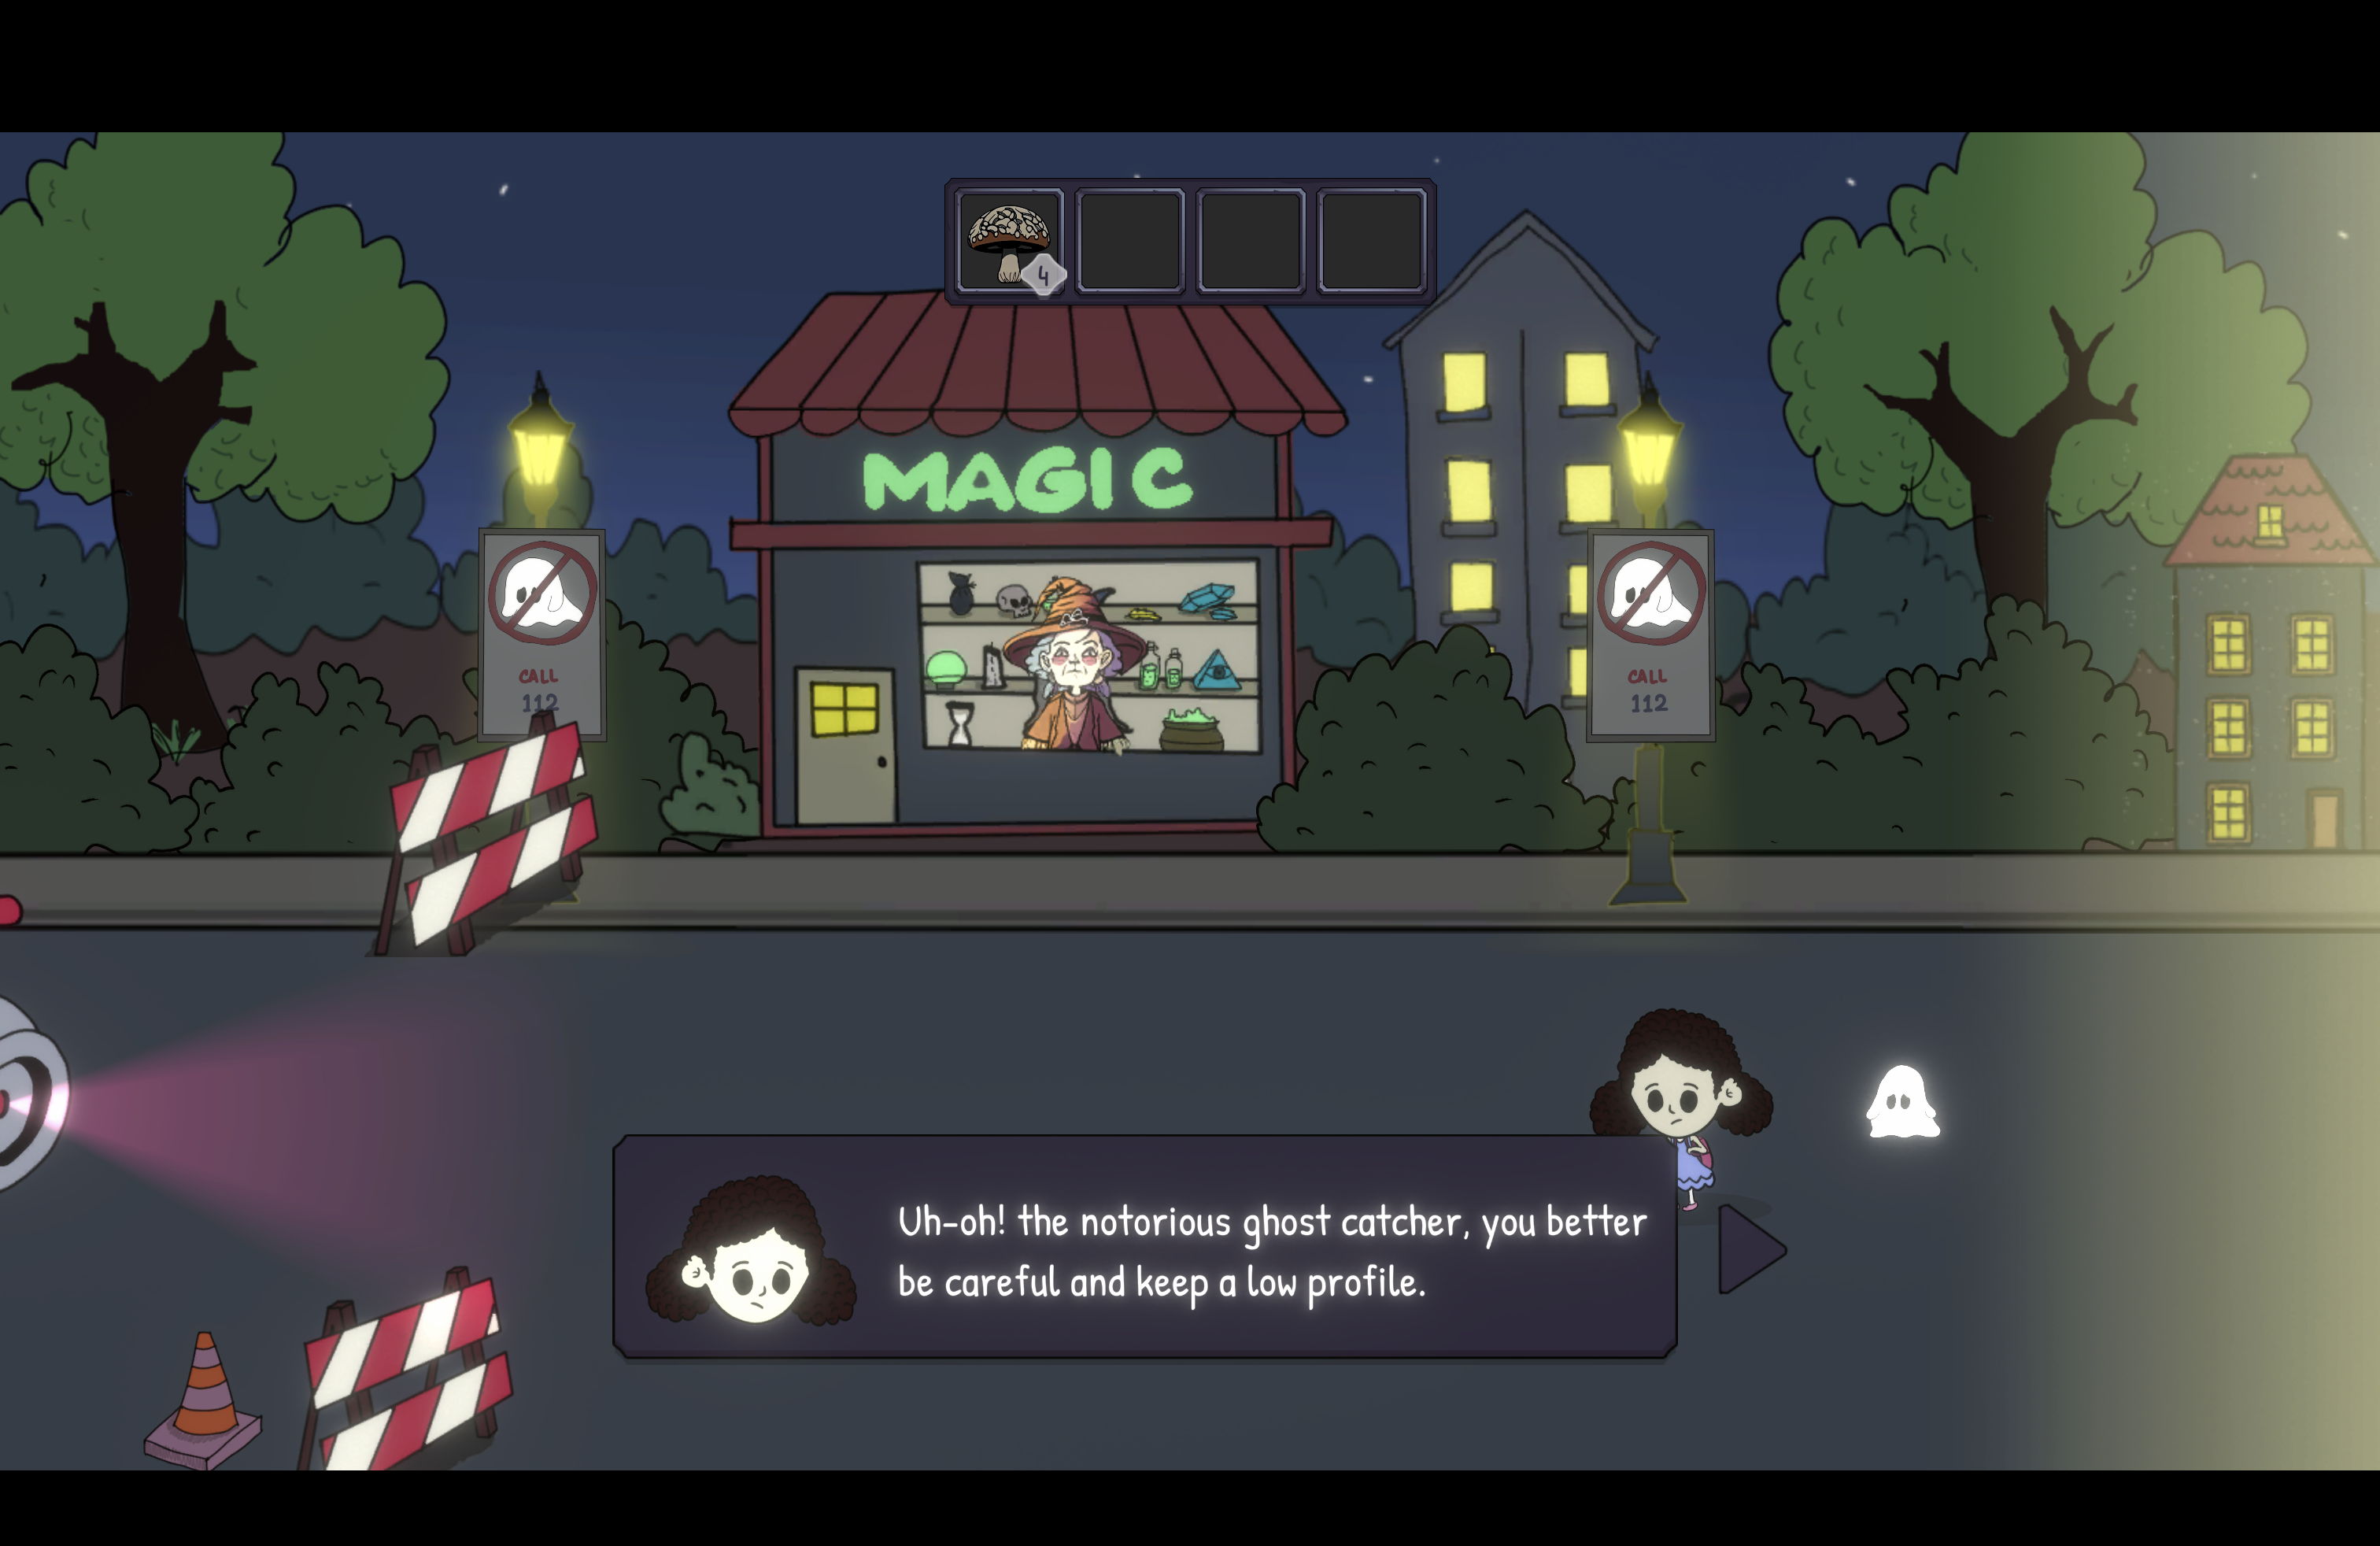 4
MAGIC
CALL
112
CALL
112
Uh-oh! the notorious ghost catcher, you better
be careful and keep a low profile.